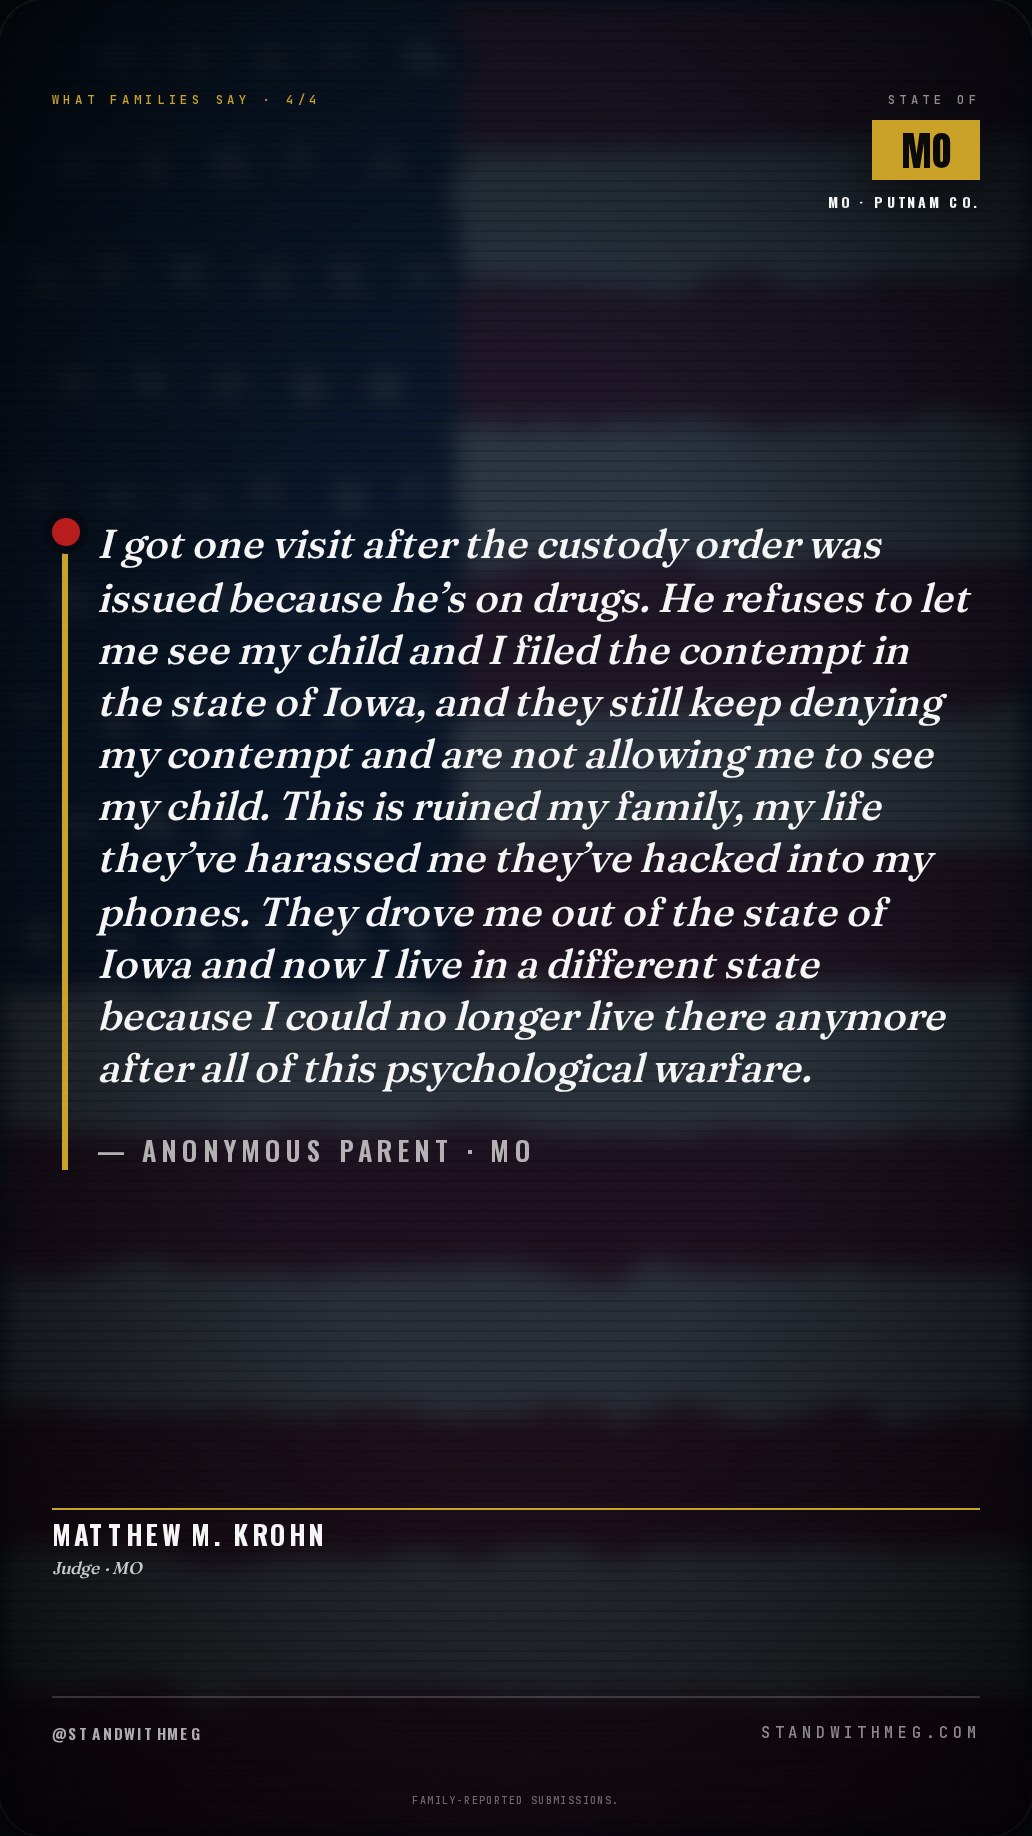 WHAT FAMILIES SAY · 4/4
STATE OF
MO
MO · PUTNAM CO.
I got one visit after the custody order was
issued because he’s on drugs. He refuses to let
me see my child and I filed the contempt in
the state of Iowa, and they still keep denying
my contempt and are not allowing me to see
my child. This is ruined my family, my life
they’ve harassed me they’ve hacked into my
phones. They drove me out of the state of
Iowa and now I live in a different state
because I could no longer live there anymore
after all of this psychological warfare.
— ANONYMOUS PARENT · MO
MATTHEW M. KROHN
Judge · MO
@STANDWITHMEG
STANDWITHMEG.COM
FAMILY-REPORTED SUBMISSIONS.